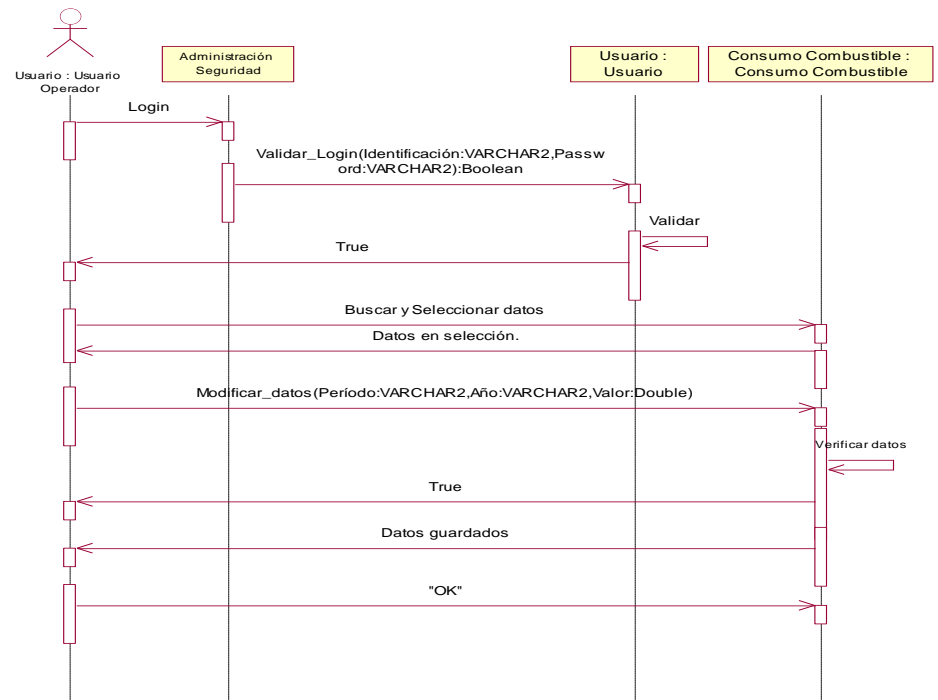 Usuario : Usuario
Operador
Administración
Seguridad
Usuario :
Usuario
Consumo Combustible :
Consumo Combustible
Login
Validar_Login(Identificación:VARCHAR2,Passw
ord:VARCHAR2):Boolean
Validar
True
Buscar y Seleccionar datos
Datos en selección.
Modificar_datos(Período:VARCHAR2,Año:VARCHAR2,Valor:Double)
Verificar datos
True
Datos guardados
"OK"